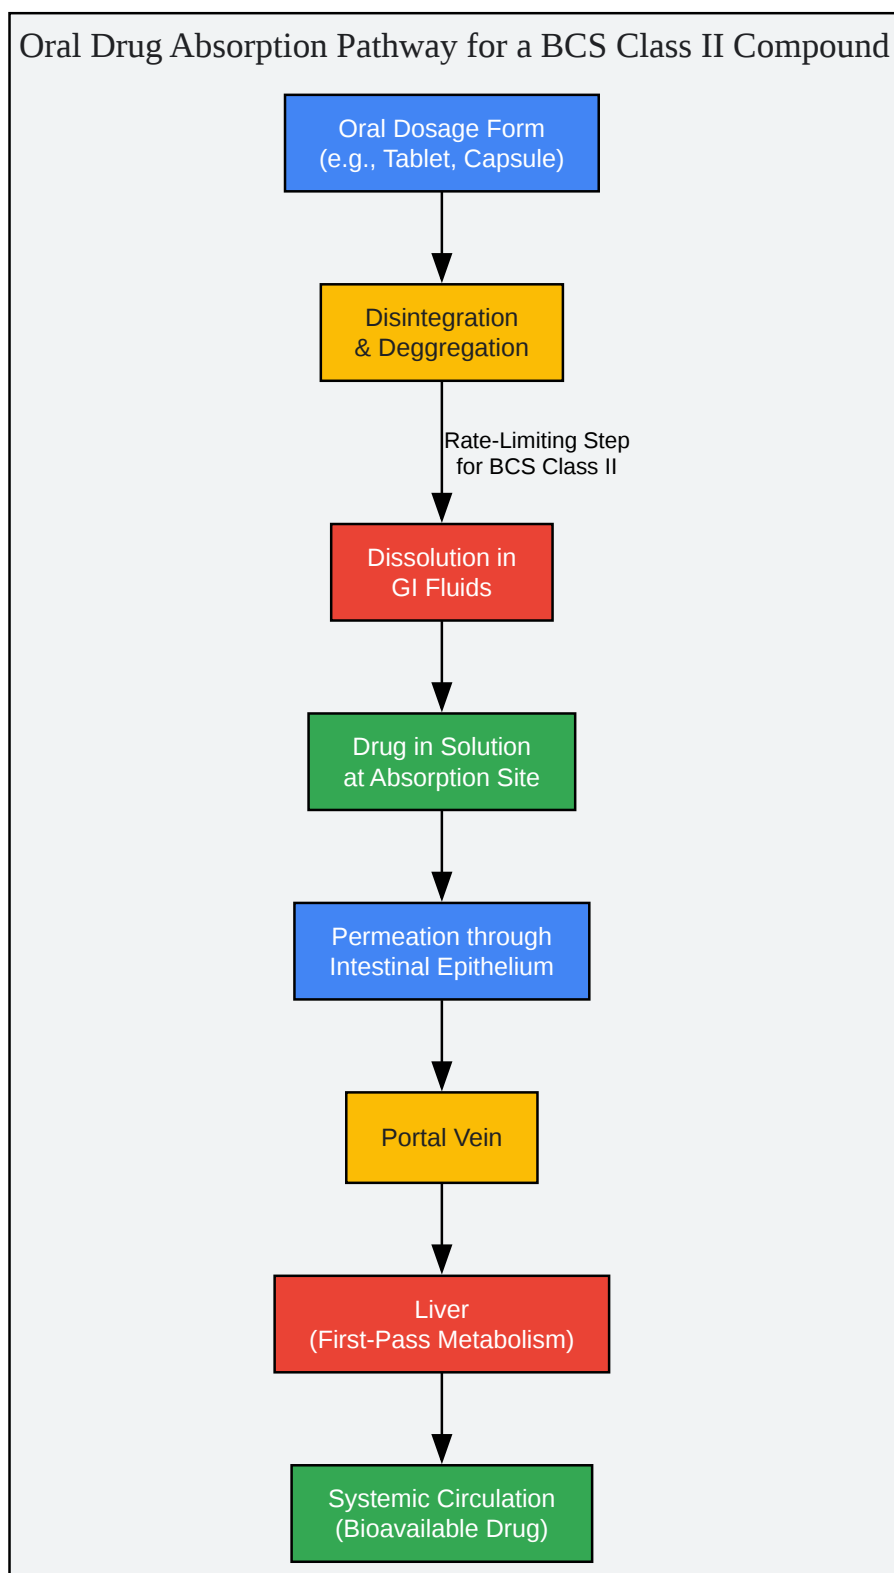 Oral Drug Absorption Pathway for a BCS Class II Compound
Oral Dosage Form
(e.g., Tablet, Capsule)
Disintegration
& Deggregation
Rate-Limiting Step
for BCS Class II
Dissolution in
GI Fluids
Drug in Solution
at Absorption Site
Permeation through
Intestinal Epithelium
Portal Vein
Liver
(First-Pass Metabolism)
Systemic Circulation
(Bioavailable Drug)